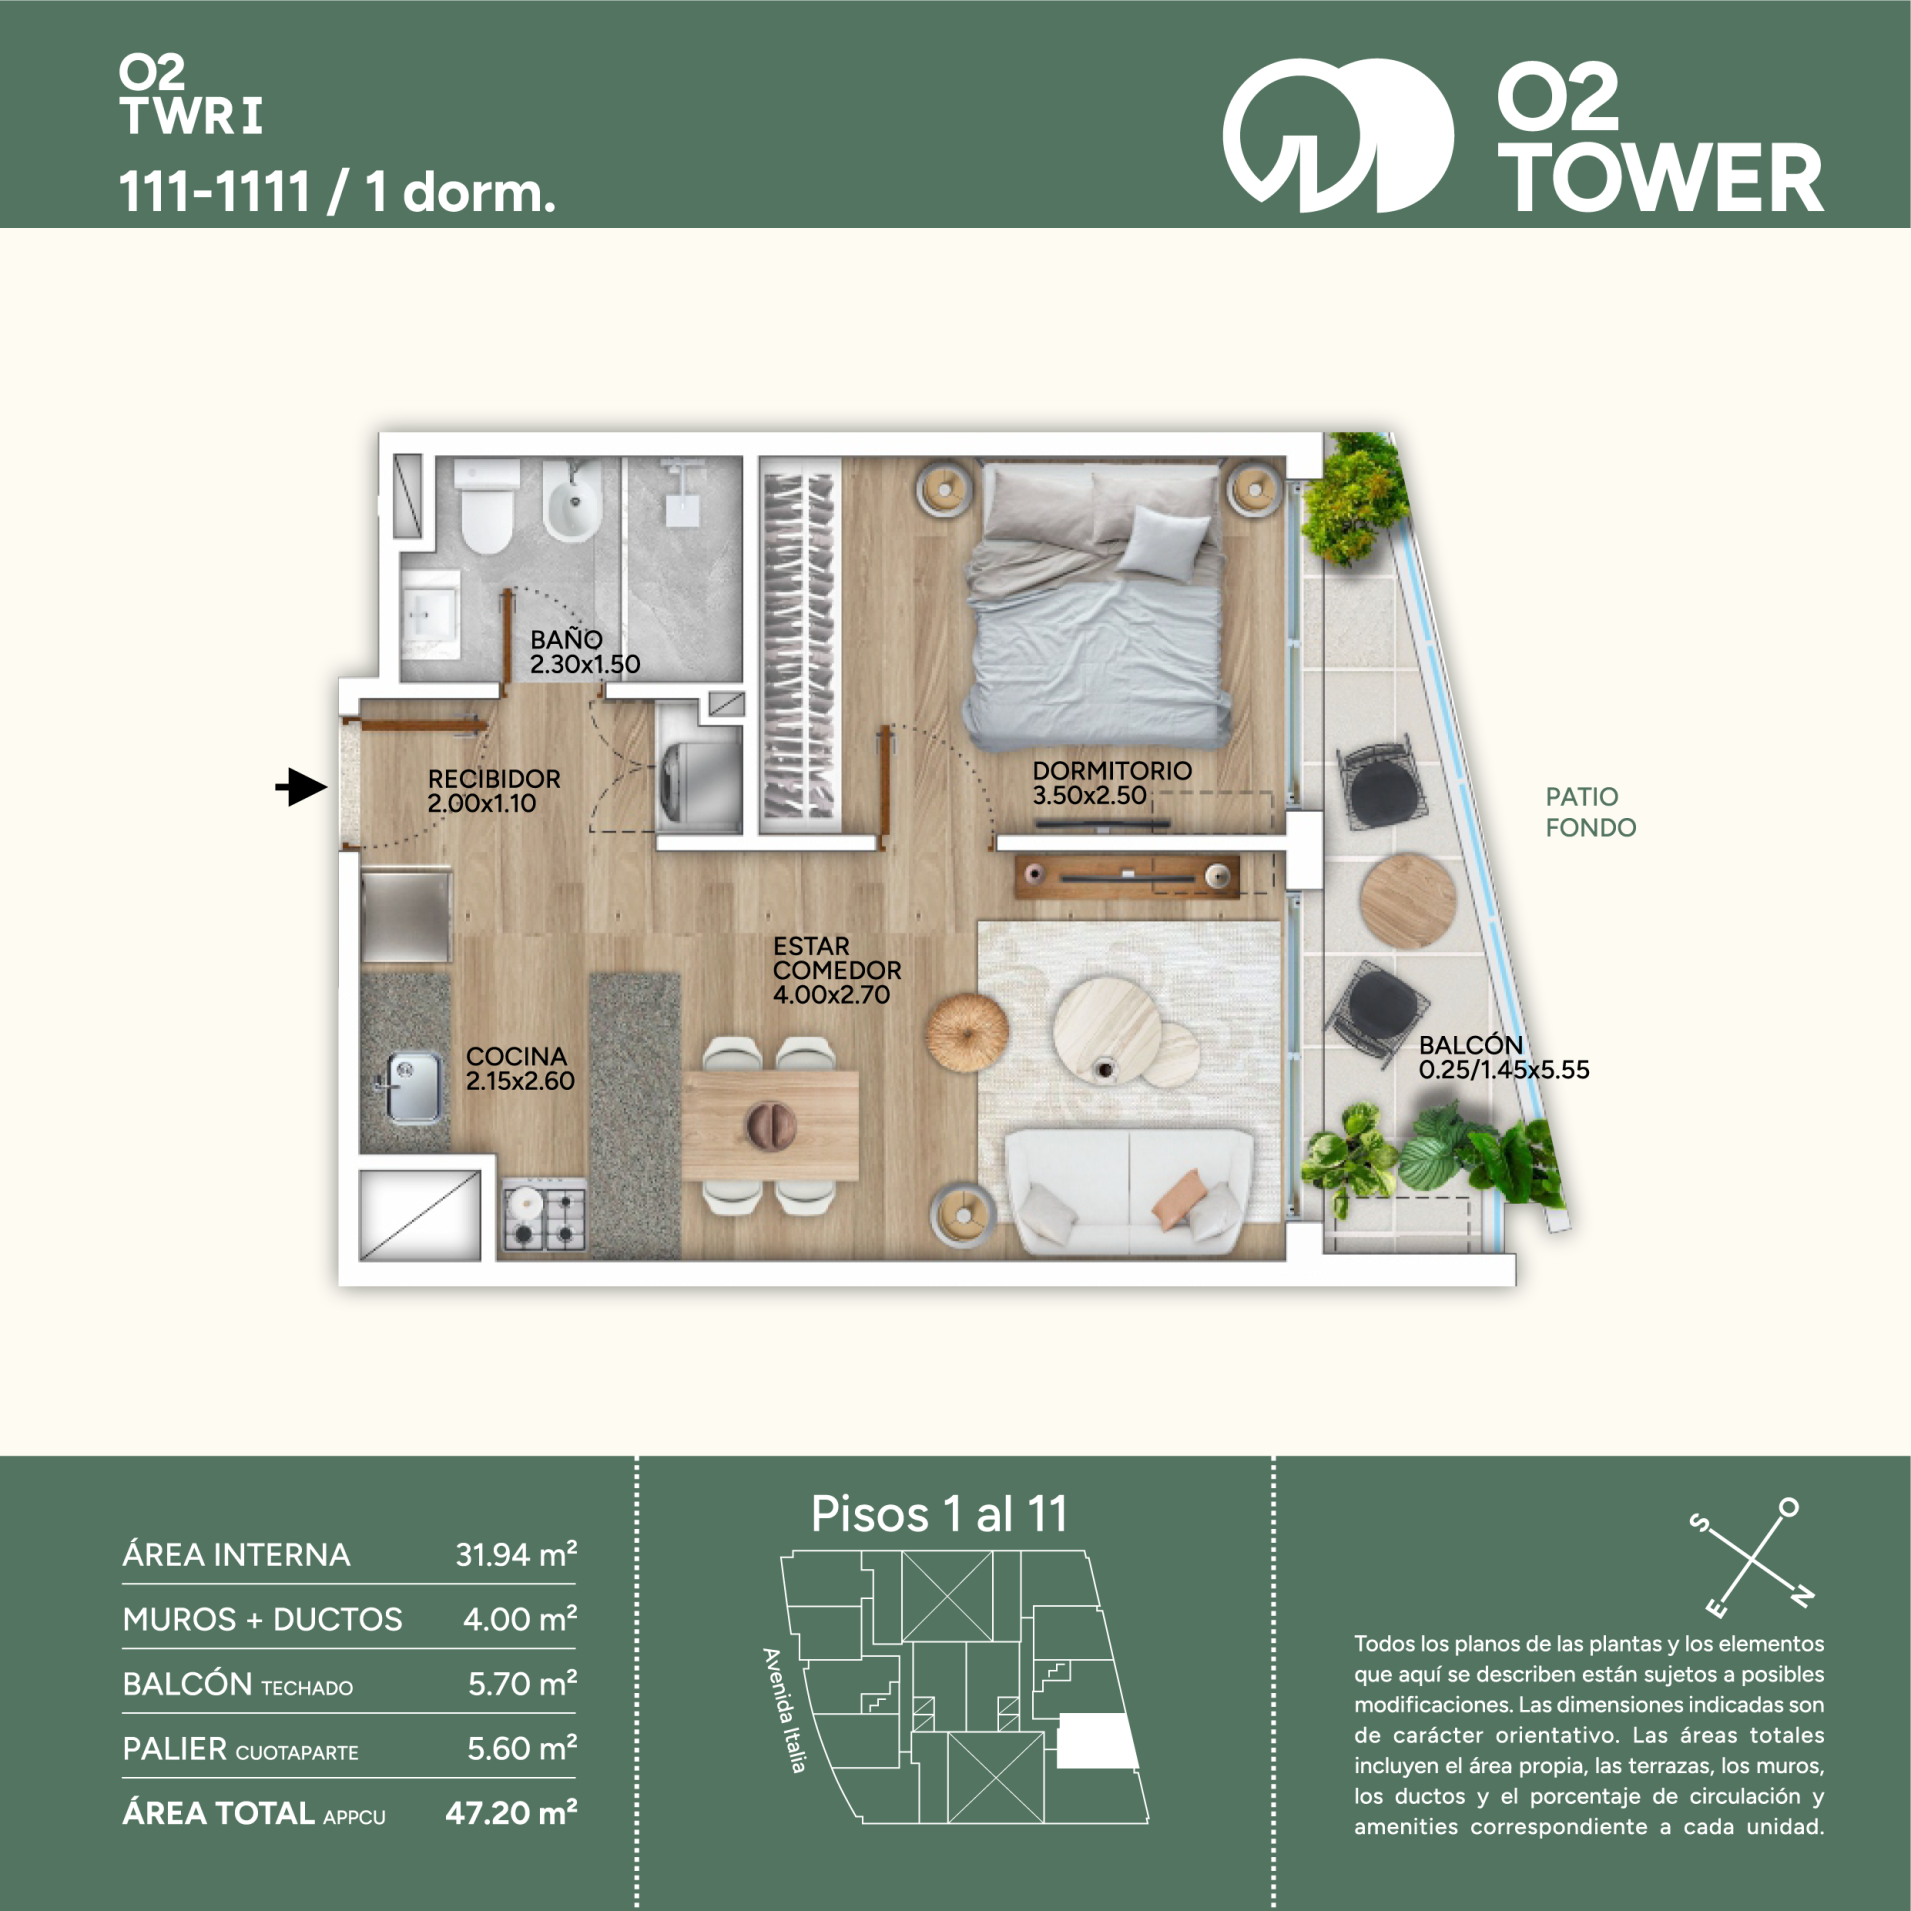 O2
TWR I
111-1111 / 1 dorm.
O2
TOWER
BAÑO
2.30x1.50
RECIBIDOR
2.00x1.10
DORMITORIO
3.50x2.50
PATIO
FONDO
ESTAR
COMEDOR
4.00x2.70
COCINA
2.15x2.60
BALCÓN
0.25/1.45x5.55
ÁREA INTERNA 31.94 m²
MUROS + DUCTOS 4.00 m²
BALCÓN TECHADO 5.70 m²
PALIER CUOTAPARTE 5.60 m²
ÁREA TOTAL APPCU 47.20 m²
Pisos 1 al 11
Avenida Italia
S
O
E
N
Todos los planos de las plantas y los elementos
que aquí se describen están sujetos a posibles
modificaciones. Las dimensiones indicadas son
de carácter orientativo. Las áreas totales
incluyen el área propia, las terrazas, los muros,
los ductos y el porcentaje de circulación y
amenities correspondiente a cada unidad.